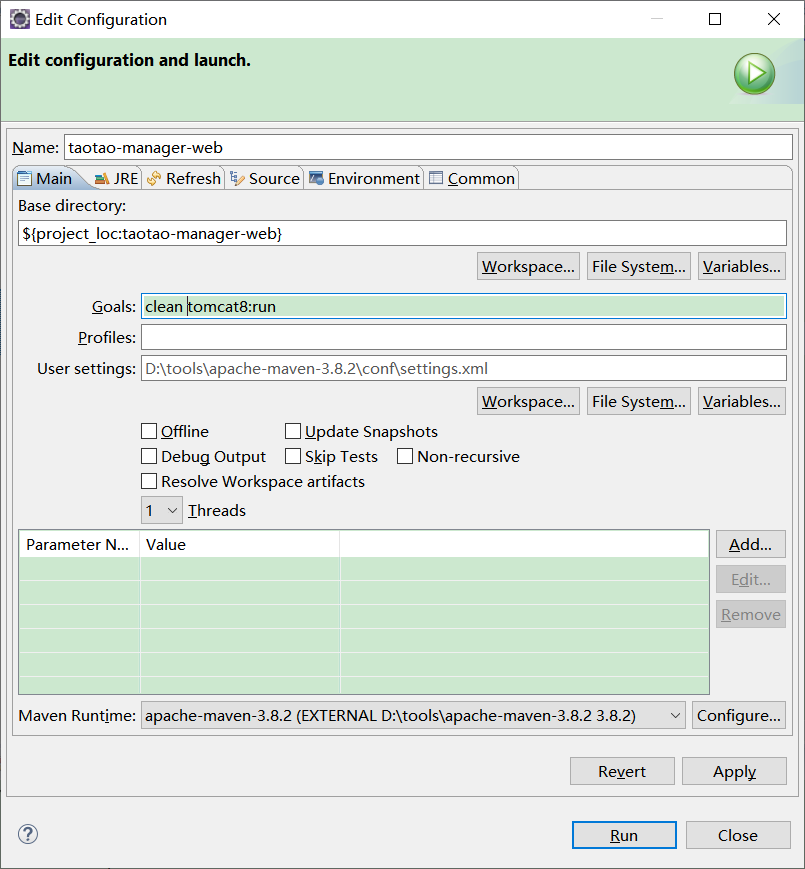 Edit Configuration
Edit configuration and launch.
Name: taotao-manager-web
Main JRE Refresh Source Environment Common
Base directory:
${project_loc:taotao-manager-web}
Workspace... File System... Variables...
Goals: clean tomcat8:run
Profiles:
User settings: D:\tools\apache-maven-3.8.2\conf\settings.xml
Workspace... File System... Variables...
Offline Update Snapshots
Debug Output Skip Tests Non-recursive
Resolve Workspace artifacts
1 Threads
Parameter N... Value Add...
Edit...
Remove
Maven Runtime: apache-maven-3.8.2 (EXTERNAL D:\tools\apache-maven-3.8.2 3.8.2) Configure...
Revert Apply
? Run Close